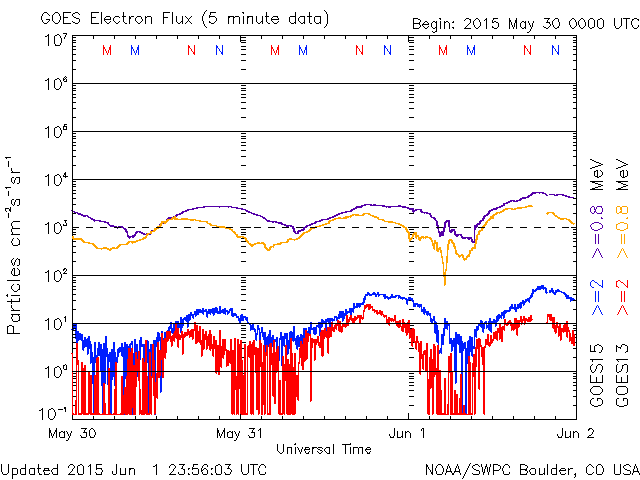 GOES Electron Flux (5 minute data)
Begin: 2015 May 30 0000 UTC
M M N N M M N N M M N N
10⁷
10⁶
10⁵
10⁴
10³
10²
10¹
10⁰
10⁻¹
Particles cm⁻²s⁻¹sr⁻¹
May 30 May 31 Jun 1 Jun 2
Universal Time
GOES15 >=2 >=0.8 MeV
GOES13 >=2 >=0.8 MeV
Updated 2015 Jun 1 23:56:03 UTC
NOAA/SWPC Boulder, CO USA